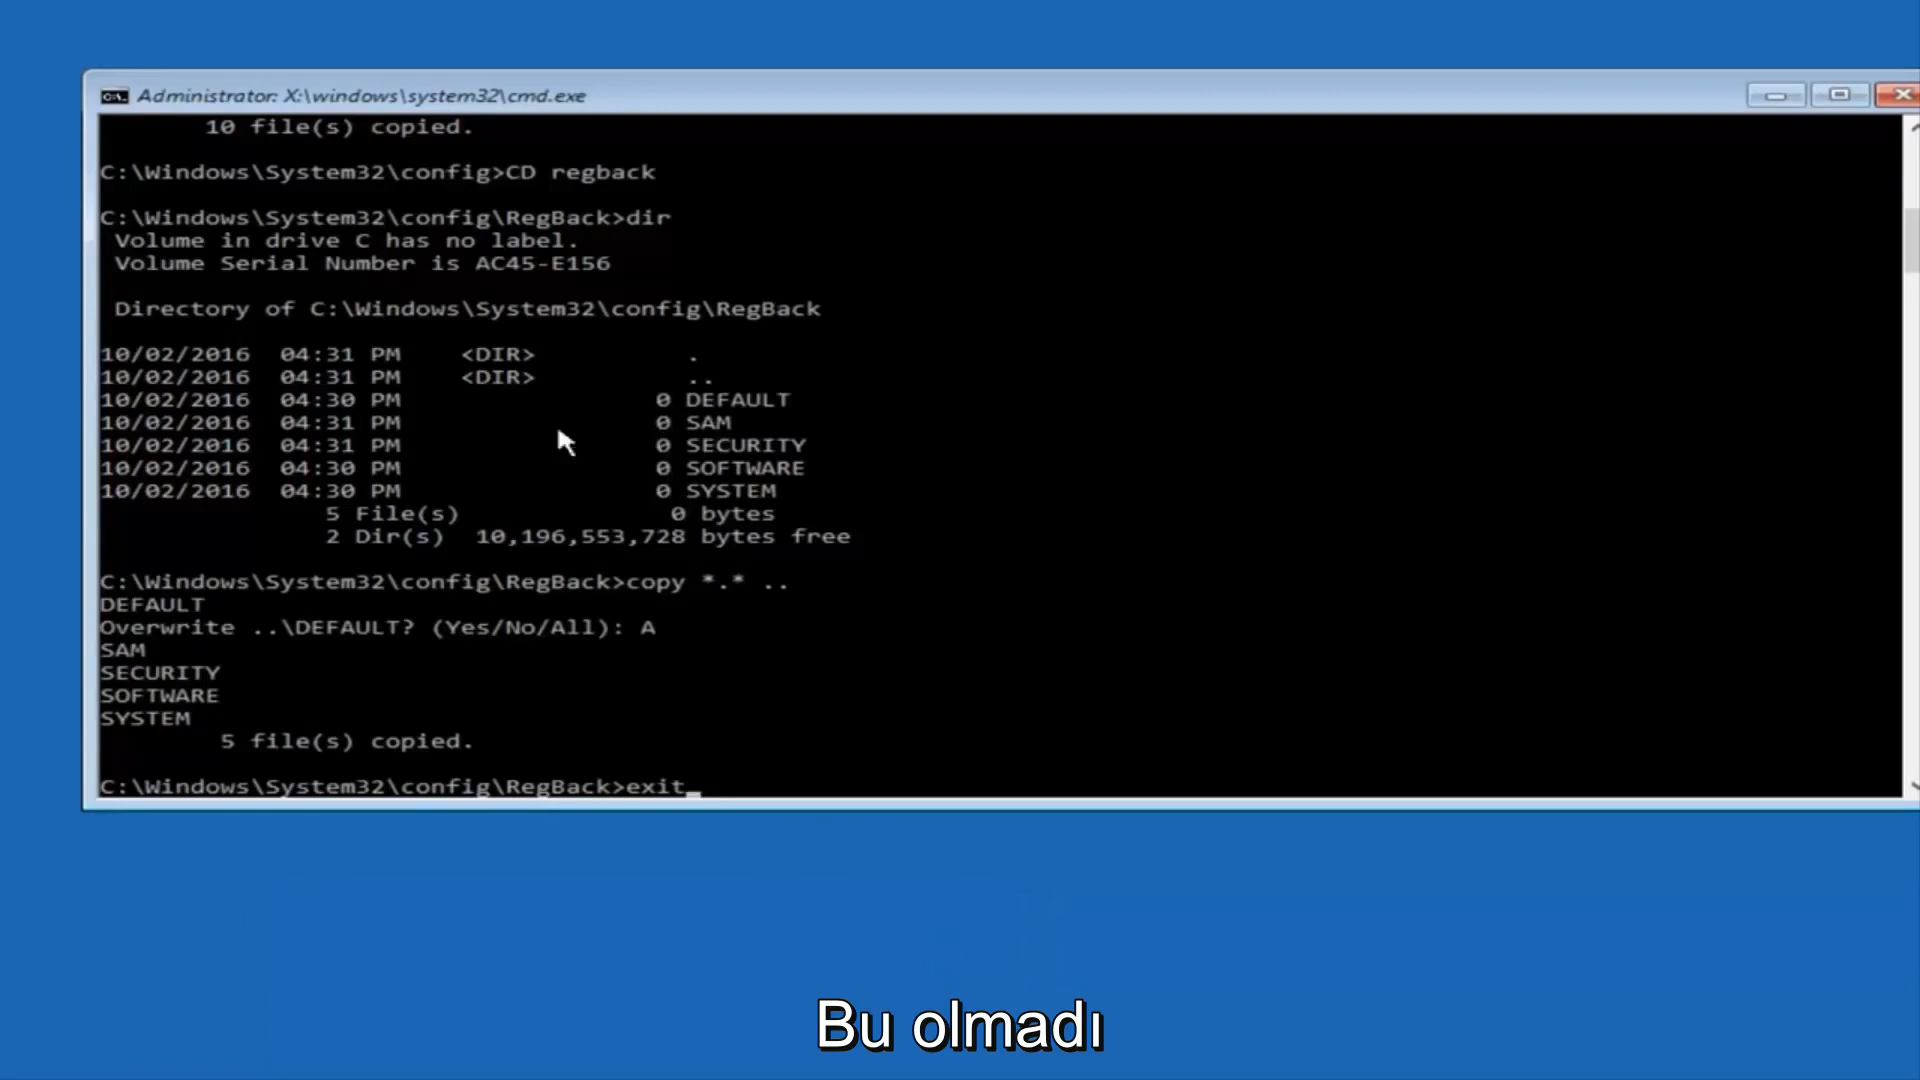 Administrator: X:\windows\system32\cmd.exe
10 file(s) copied.
C:\Windows\System32\config>CD regback
C:\Windows\System32\config\RegBack>dir
Volume in drive C has no label.
Volume Serial Number is AC45-E156
Directory of C:\Windows\System32\config\RegBack
10/02/2016 04:31 PM <DIR> .
10/02/2016 04:31 PM <DIR> ..
10/02/2016 04:30 PM 0 DEFAULT
10/02/2016 04:31 PM 0 SAM
10/02/2016 04:31 PM 0 SECURITY
10/02/2016 04:30 PM 0 SOFTWARE
10/02/2016 04:30 PM 0 SYSTEM
5 File(s) 0 bytes
2 Dir(s) 10,196,553,728 bytes free
C:\Windows\System32\config\RegBack>copy *.* ..
DEFAULT
Overwrite ..\DEFAULT? (Yes/No/All): A
SAM
SECURITY
SOFTWARE
SYSTEM
5 file(s) copied.
C:\Windows\System32\config\RegBack>exit_
Bu olmadı